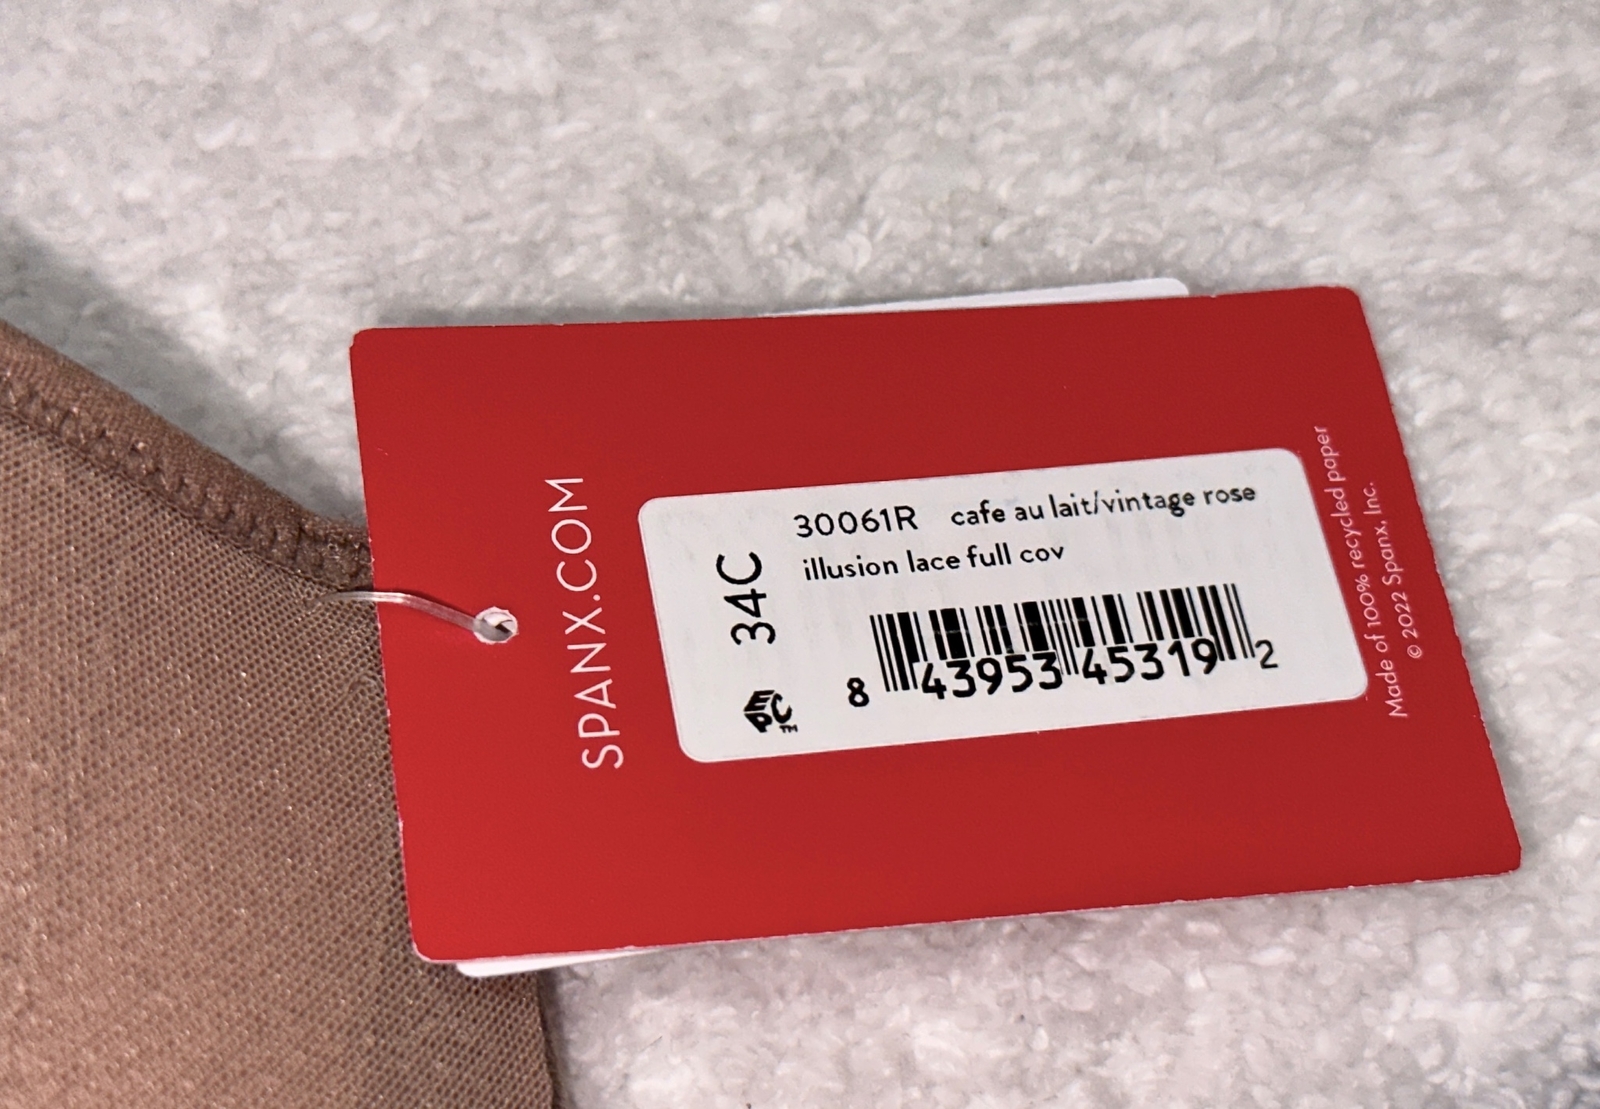 SPANX.COM
34C
30061R cafe au lait/vintage rose
illusion lace full cov
8 43953 45319 2
EPC™
Made of 100% recycled paper
© 2022 Spanx, Inc.